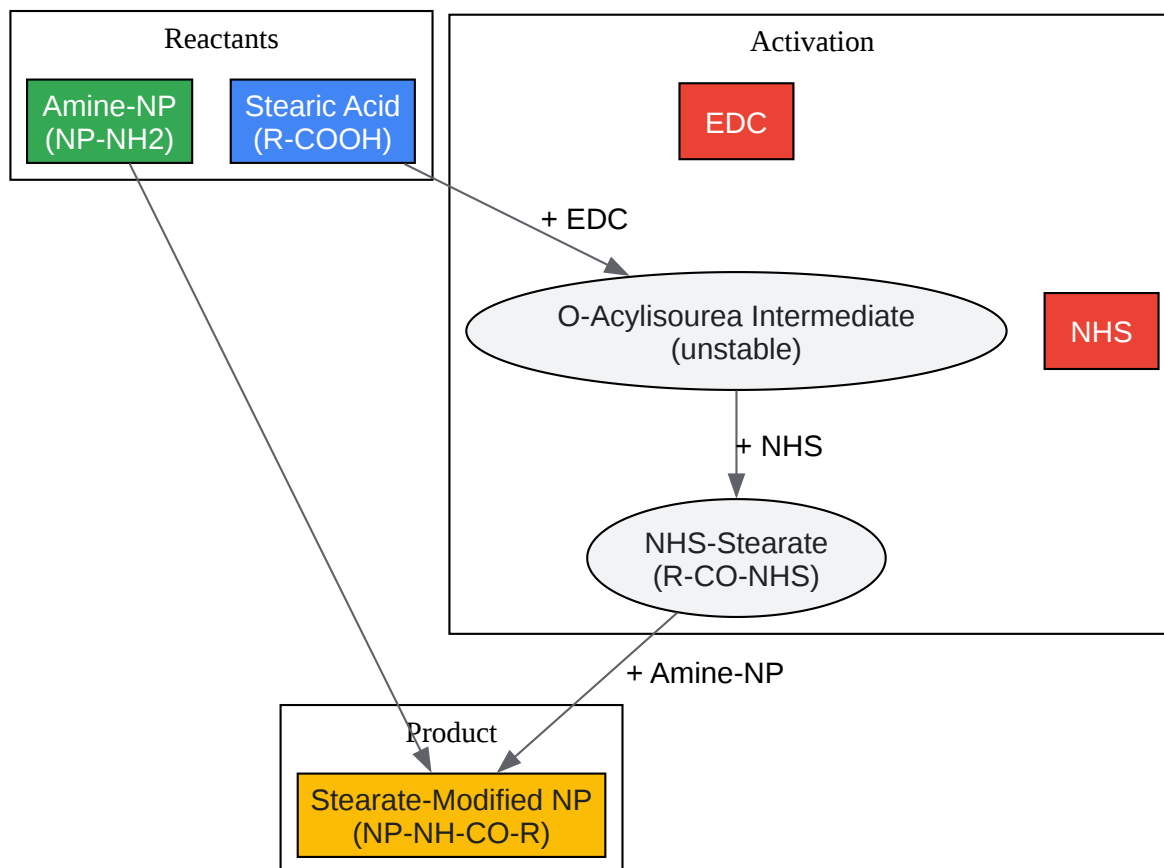 Reactants
Activation
Amine-NP
(NP-NH2)
Stearic Acid
(R-COOH)
EDC
+ EDC
O-Acylisourea Intermediate
(unstable)
NHS
+ NHS
NHS-Stearate
(R-CO-NHS)
+ Amine-NP
Product
Stearate-Modified NP
(NP-NH-CO-R)